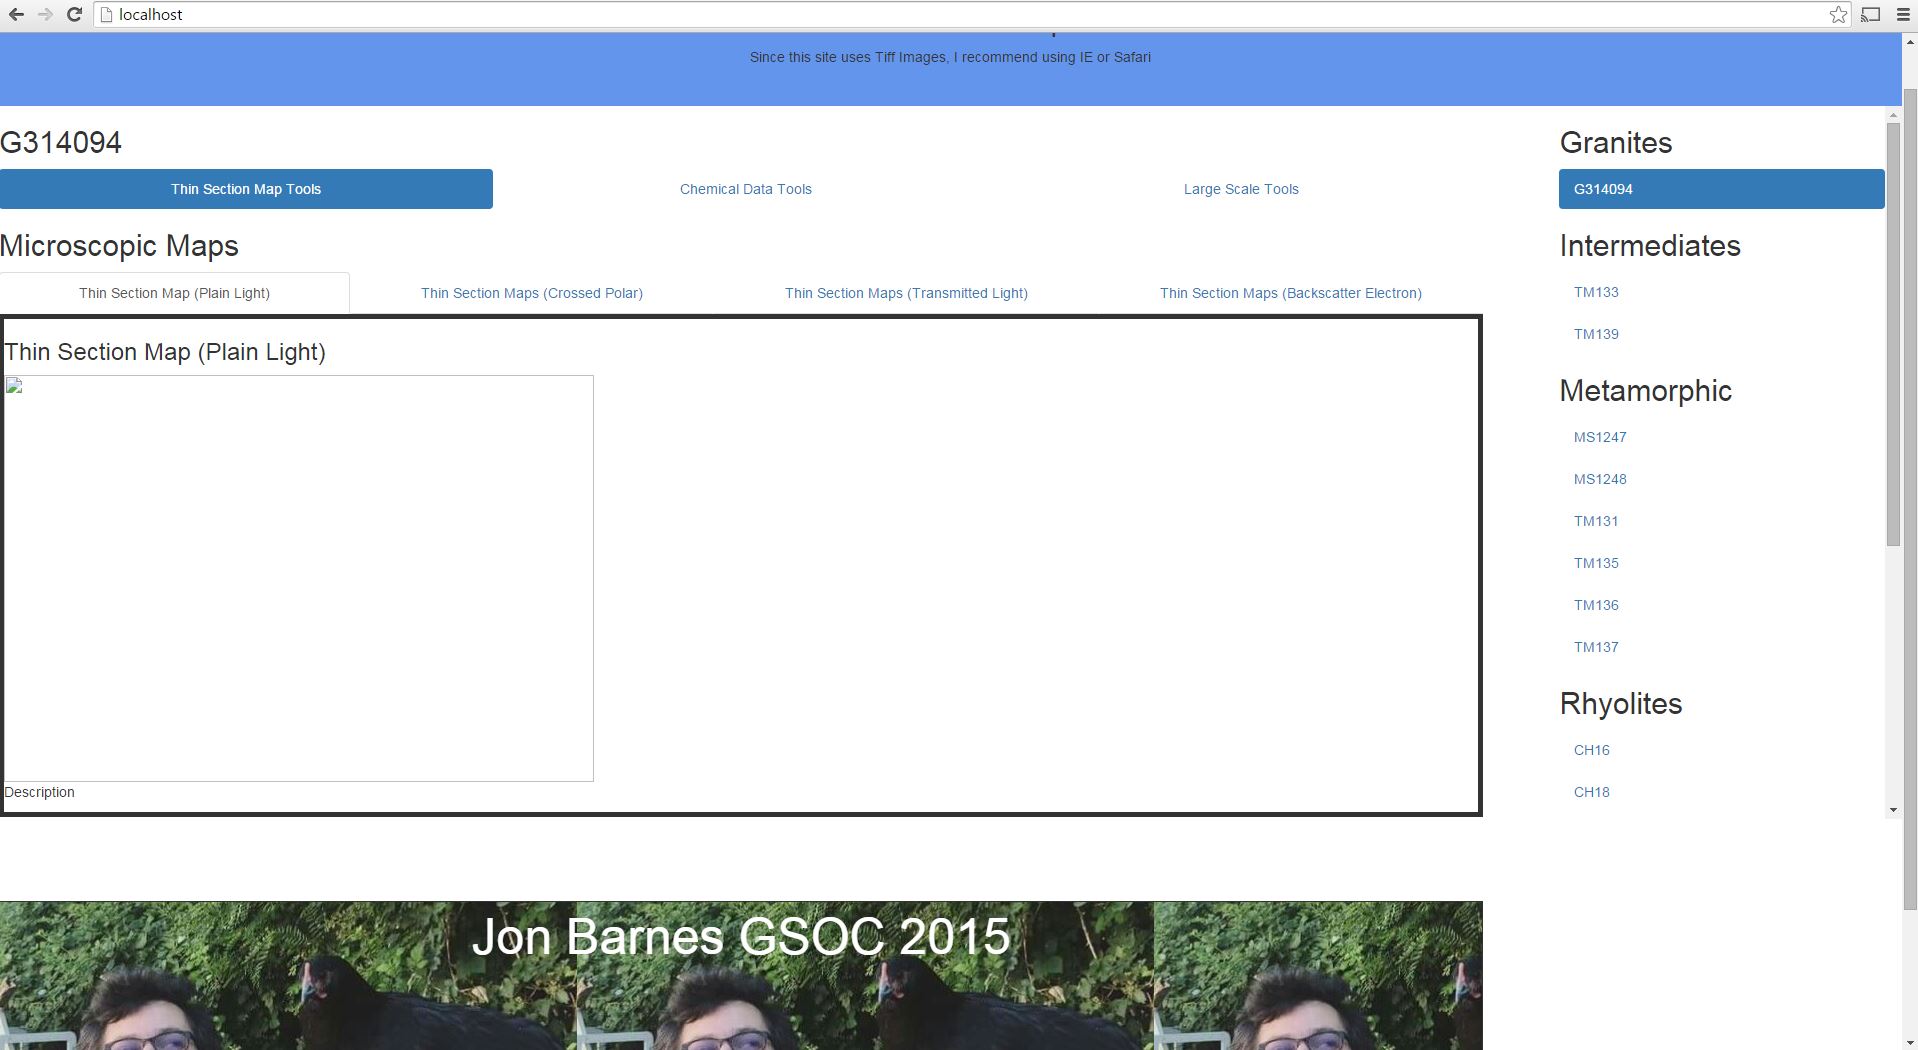 localhost
Since this site uses Tiff Images, I recommend using IE or Safari
G314094
Thin Section Map Tools
Chemical Data Tools
Large Scale Tools
Microscopic Maps
Thin Section Map (Plain Light)
Thin Section Maps (Crossed Polar)
Thin Section Maps (Transmitted Light)
Thin Section Maps (Backscatter Electron)
Thin Section Map (Plain Light)
Description
Granites
G314094
Intermediates
TM133
TM139
Metamorphic
MS1247
MS1248
TM131
TM135
TM136
TM137
Rhyolites
CH16
CH18
Jon Barnes GSOC 2015